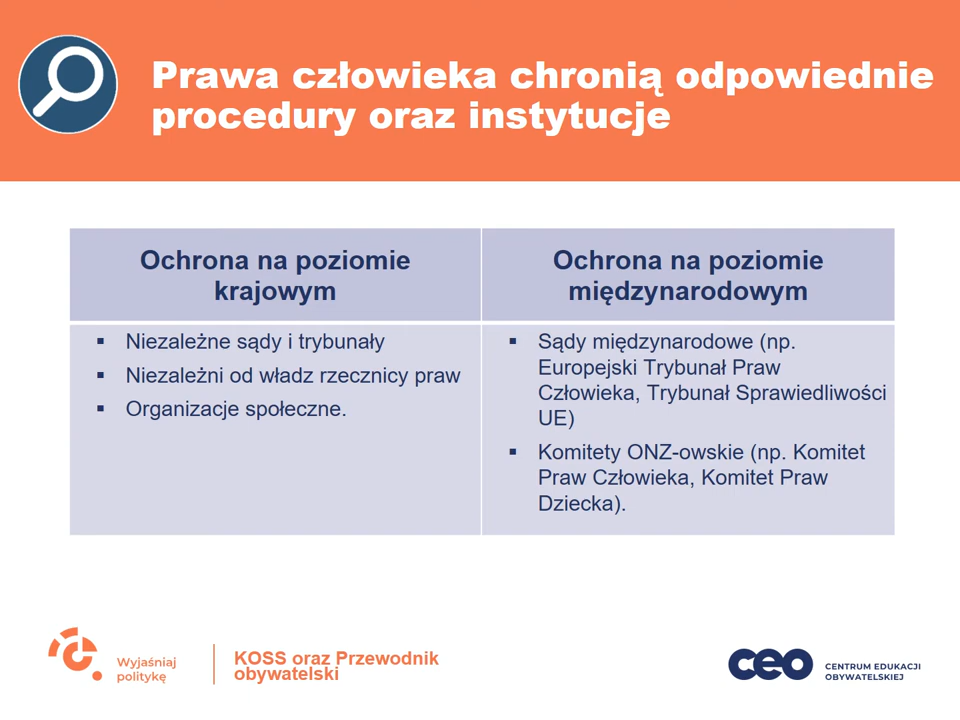 Prawa człowieka chronią odpowiednie
procedury oraz instytucje
Ochrona na poziomie
krajowym
Ochrona na poziomie
międzynarodowym
▪ Niezależne sądy i trybunały
▪ Niezależni od władz rzecznicy praw
▪ Organizacje społeczne.
▪ Sądy międzynarodowe (np.
Europejski Trybunał Praw
Człowieka, Trybunał Sprawiedliwości
UE)
▪ Komitety ONZ-owskie (np. Komitet
Praw Człowieka, Komitet Praw
Dziecka).
Wyjaśniaj
politykę
KOSS oraz Przewodnik
obywatelski
ceo
CENTRUM EDUKACJI
OBYWATELSKIEJ